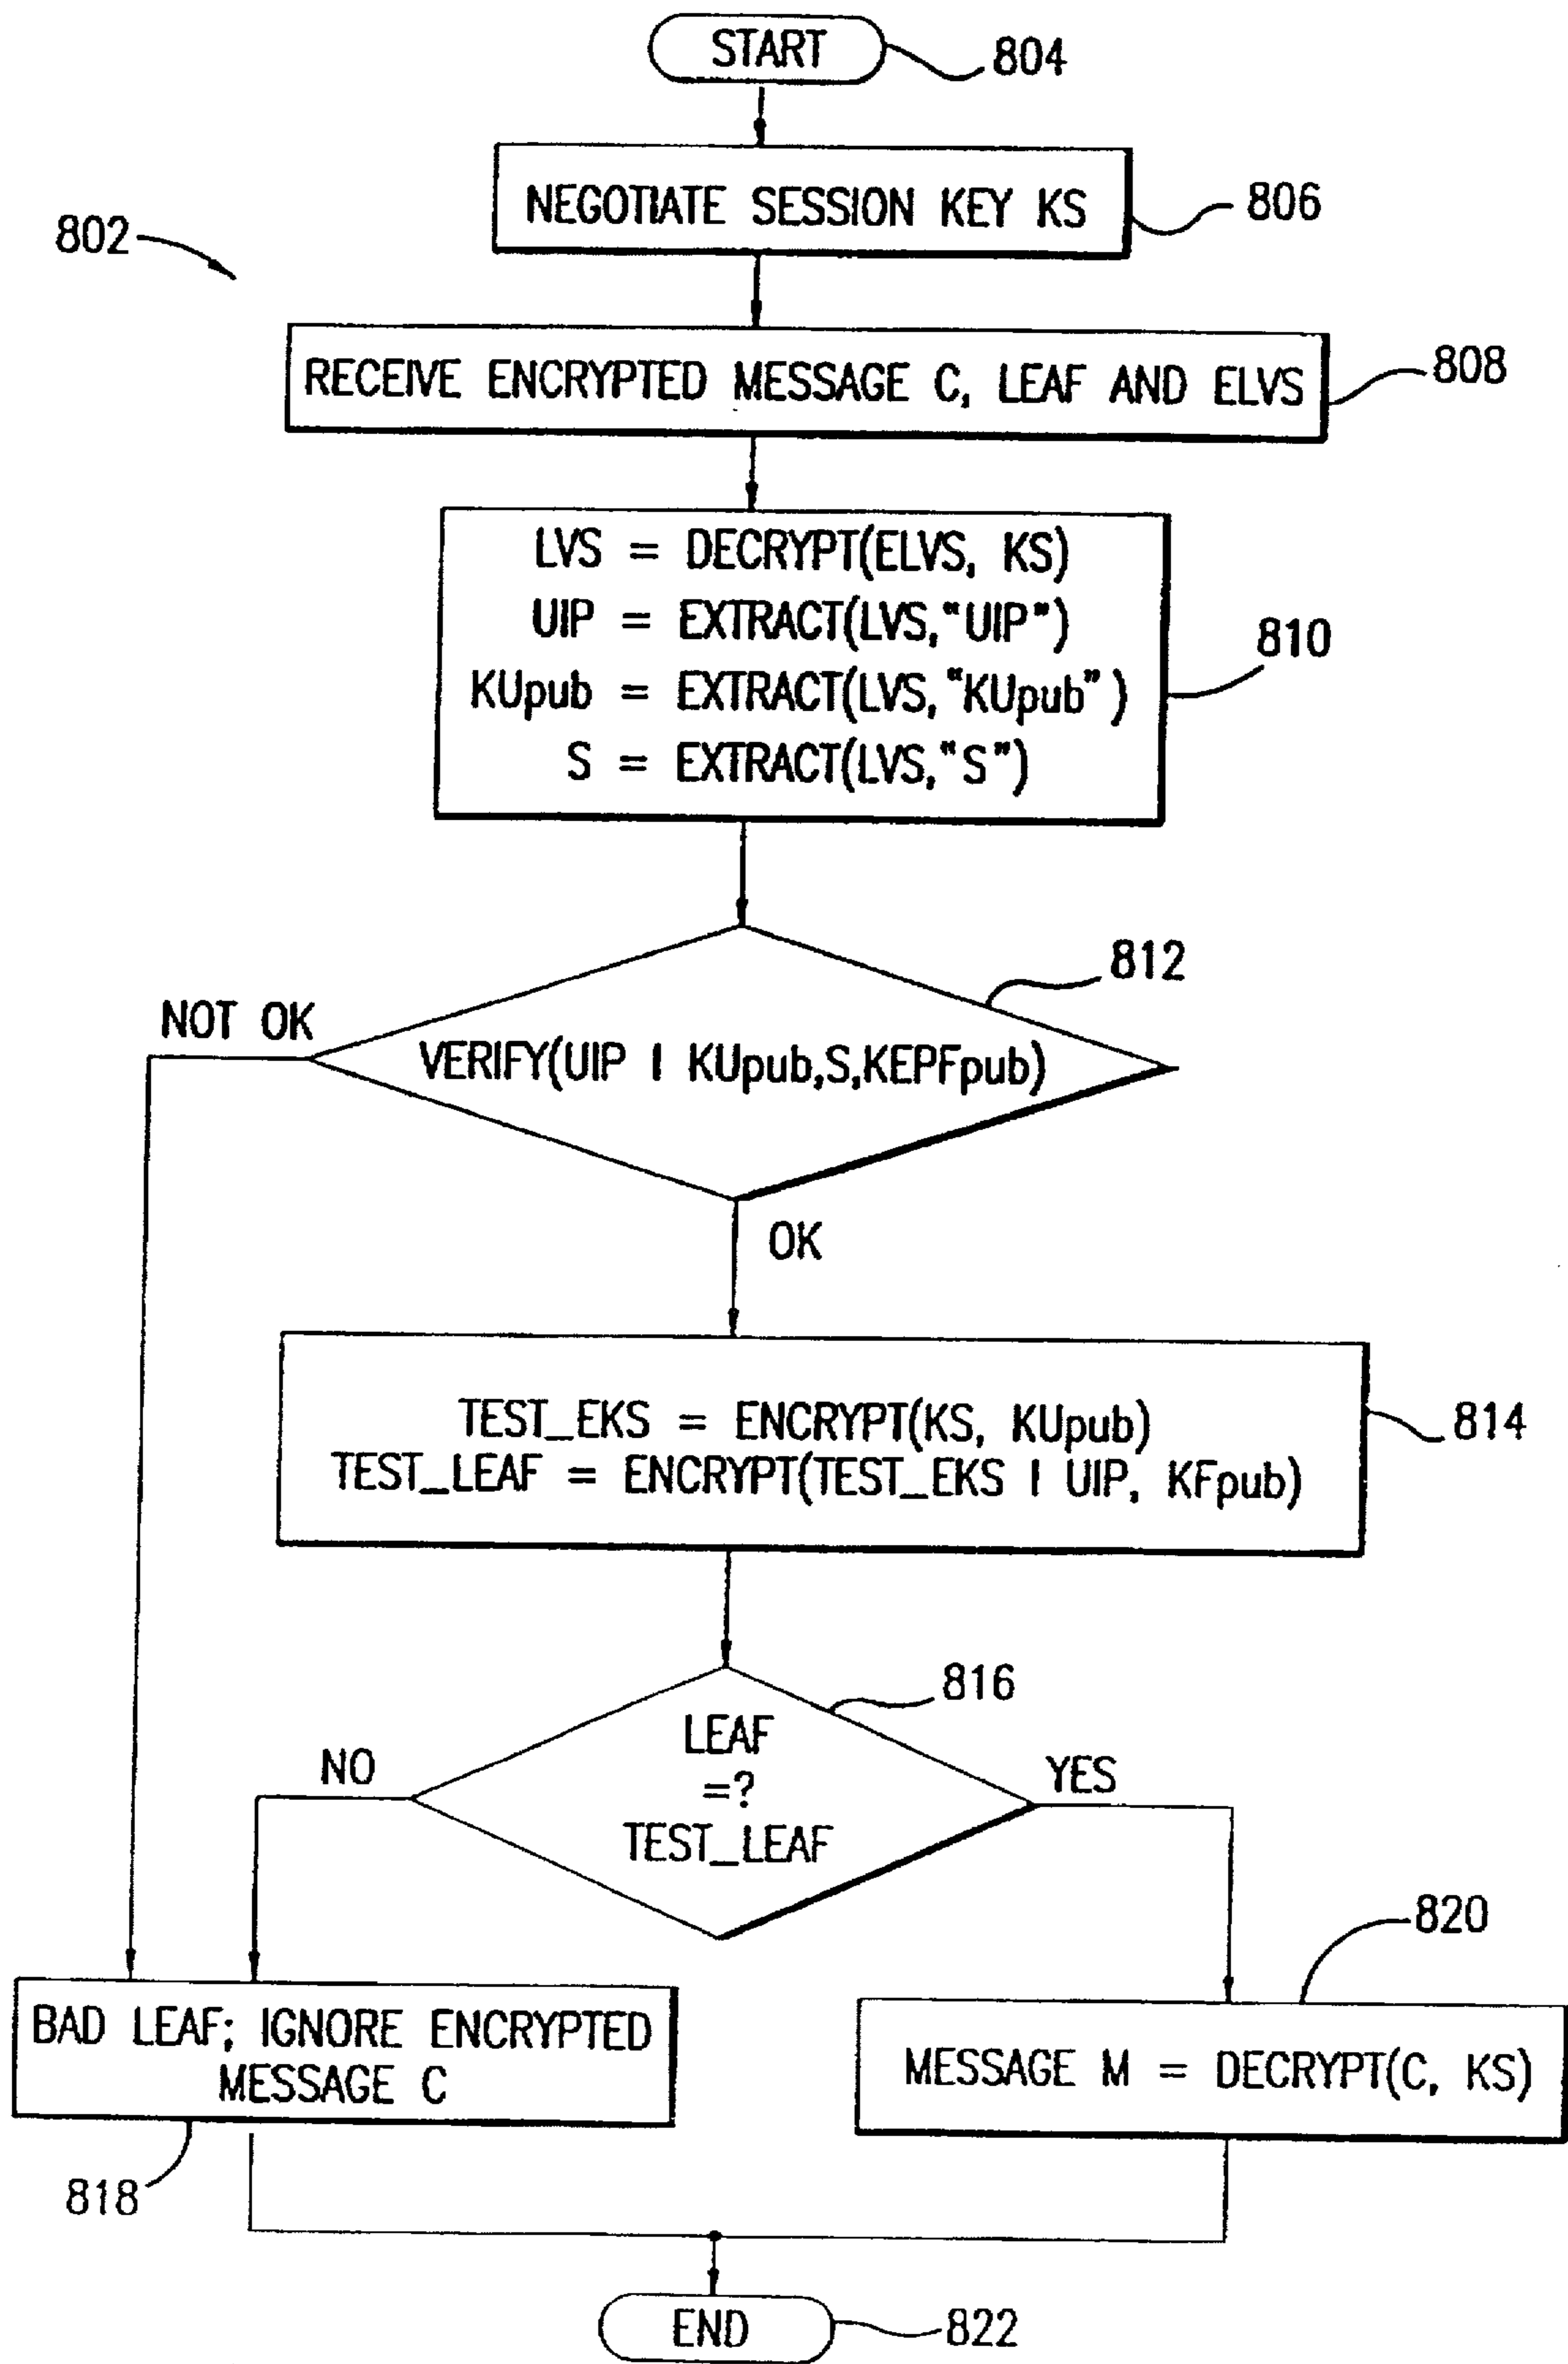 START
804
NEGOTIATE SESSION KEY KS
806
802
RECEIVE ENCRYPTED MESSAGE C, LEAF AND ELVS
808
LVS = DECRYPT(ELVS, KS)
UIP = EXTRACT(LVS,"UIP")
KUpub = EXTRACT(LVS,"KUpub")
S = EXTRACT(LVS,"S")
810
812
NOT OK
VERIFY(UIP | KUpub,S,KEPFpub)
OK
TEST_EKS = ENCRYPT(KS, KUpub)
TEST_LEAF = ENCRYPT(TEST_EKS | UIP, KFpub)
814
816
LEAF
=?
TEST_LEAF
NO
YES
820
BAD LEAF; IGNORE ENCRYPTED
MESSAGE C
MESSAGE M = DECRYPT(C, KS)
818
END
822